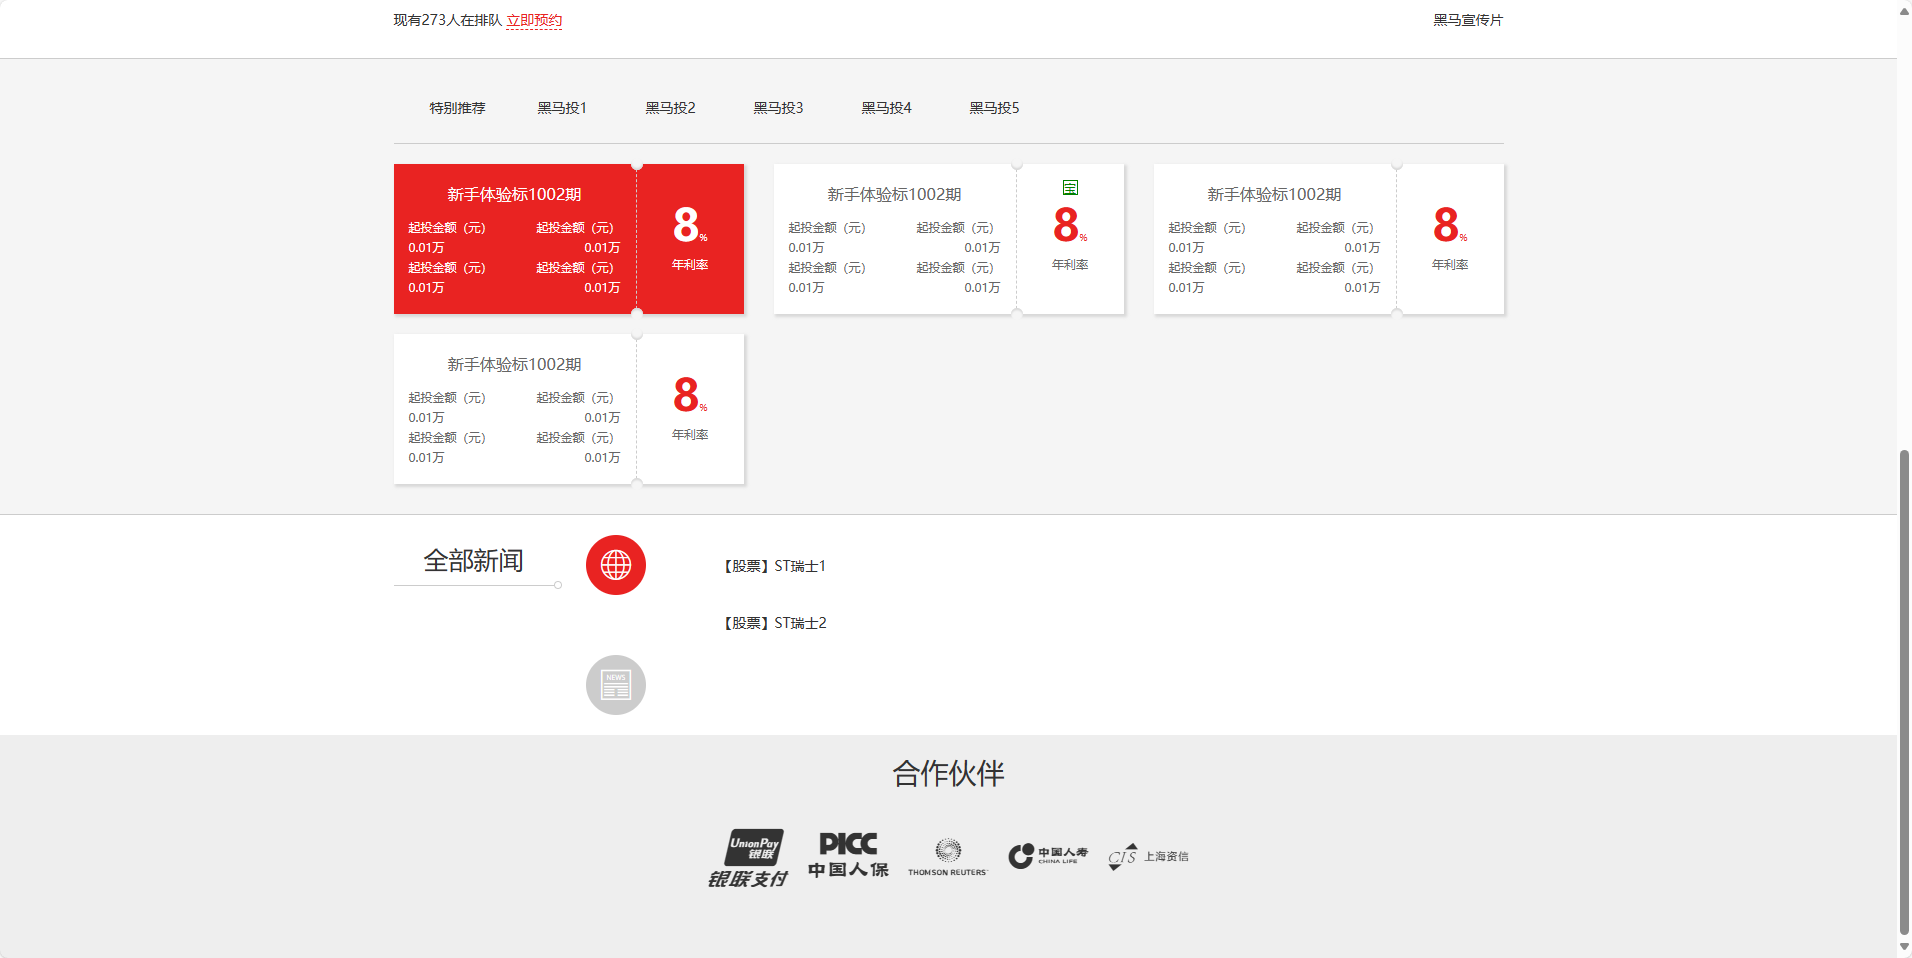 现有273人在排队 立即预约
黑马宣传片
特别推荐 黑马投1 黑马投2 黑马投3 黑马投4 黑马投5
新手体验标1002期
起投金额（元） 起投金额（元）
0.01万 0.01万
起投金额（元） 起投金额（元）
0.01万 0.01万
8%
年利率
新手体验标1002期
起投金额（元） 起投金额（元）
0.01万 0.01万
起投金额（元） 起投金额（元）
0.01万 0.01万
宝
8%
年利率
新手体验标1002期
起投金额（元） 起投金额（元）
0.01万 0.01万
起投金额（元） 起投金额（元）
0.01万 0.01万
8%
年利率
新手体验标1002期
起投金额（元） 起投金额（元）
0.01万 0.01万
起投金额（元） 起投金额（元）
0.01万 0.01万
8%
年利率
全部新闻
【股票】ST瑞士1
【股票】ST瑞士2
NEWS
合作伙伴
UnionPay
银联
银联支付
PICC
中国人保
THOMSON REUTERS
中国人寿
CHINA LIFE
CIS 上海资信